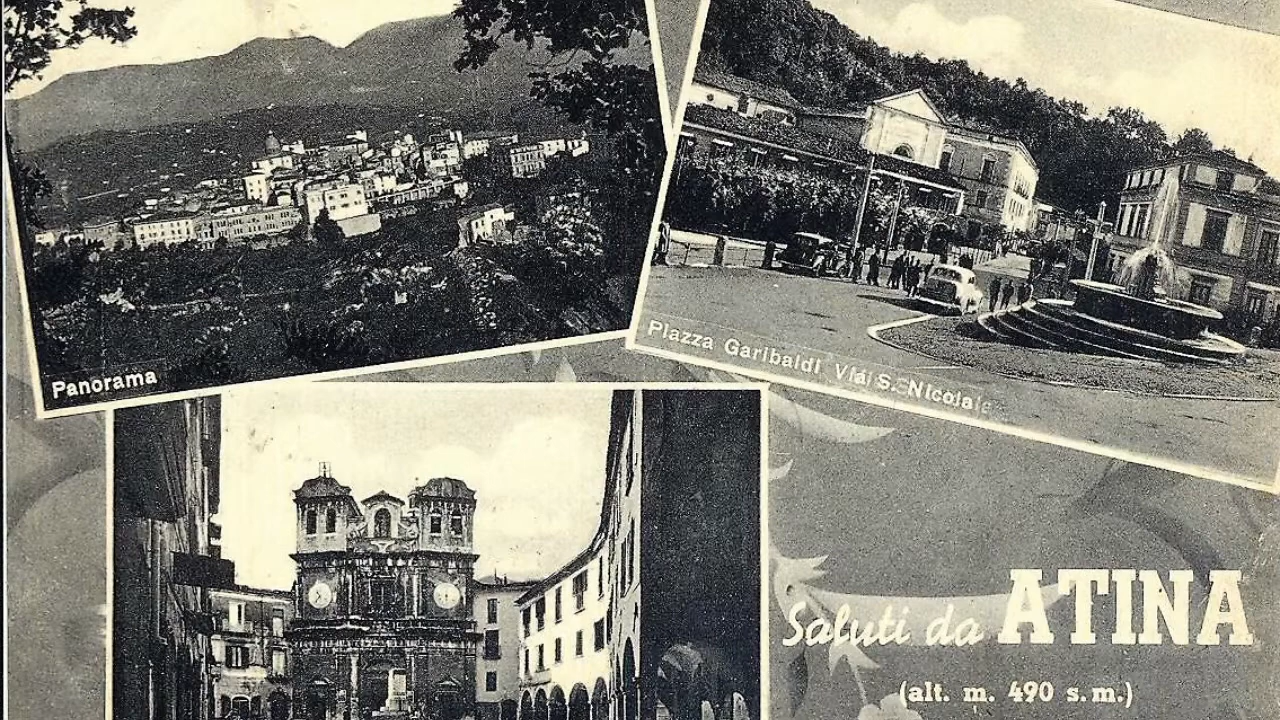 Panorama
Piazza Garibaldi Via S. Nicola
Saluti da ATINA
(alt. m. 490 s.m.)